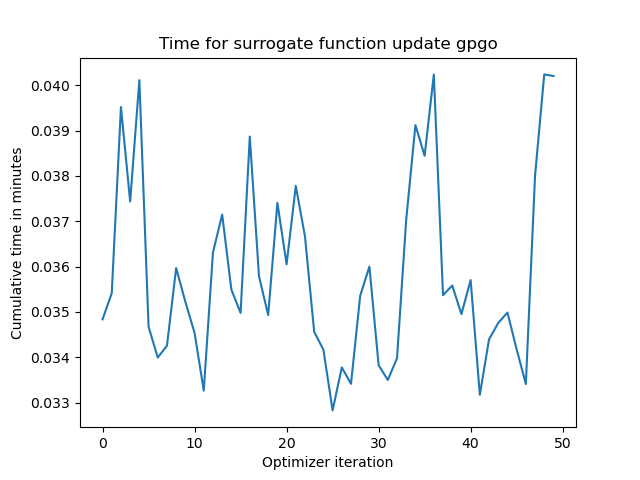 Time for surrogate function update gpgo
Cumulative time in minutes
0.040
0.039
0.038
0.037
0.036
0.035
0.034
0.033
0 10 20 30 40 50
Optimizer iteration